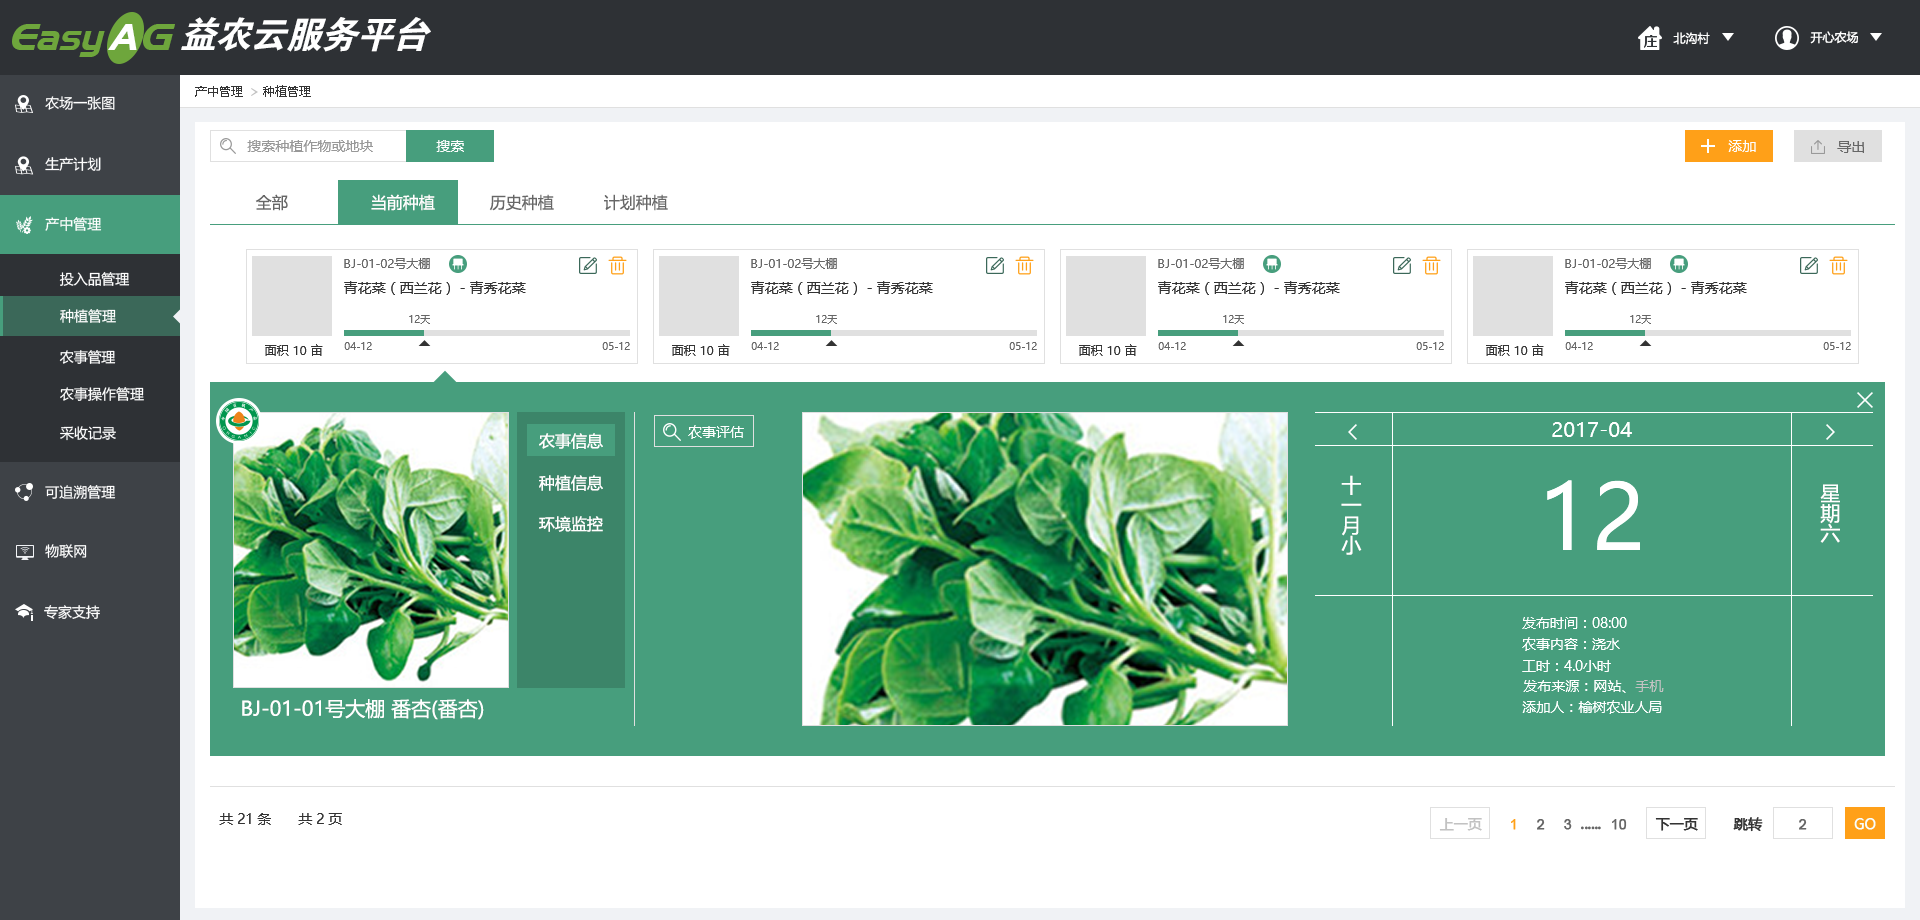 EasyAG 益农云服务平台
庄 北沟村
开心农场
农场一张图
生产计划
产中管理
投入品管理
种植管理
农事管理
农事操作管理
采收记录
可追溯管理
物联网
专家支持
产中管理 > 种植管理
搜索种植作物或地块
搜索
添加
导出
全部
当前种植
历史种植
计划种植
BJ-01-02号大棚
青花菜（西兰花） - 青秀花菜
12天
面积 10 亩
04-12
05-12
BJ-01-02号大棚
青花菜（西兰花） - 青秀花菜
12天
面积 10 亩
04-12
05-12
BJ-01-02号大棚
青花菜（西兰花） - 青秀花菜
12天
面积 10 亩
04-12
05-12
BJ-01-02号大棚
青花菜（西兰花） - 青秀花菜
12天
面积 10 亩
04-12
05-12
BJ-01-01号大棚 番杏(番杏)
农事信息
种植信息
环境监控
农事评估
2017-04
十一月小
12
星期六
发布时间：08:00
农事内容：浇水
工时：4.0小时
发布来源：网站、手机
添加人：榆树农业人局
共 21 条
共 2 页
上一页
1
2
3
......
10
下一页
跳转
2
GO